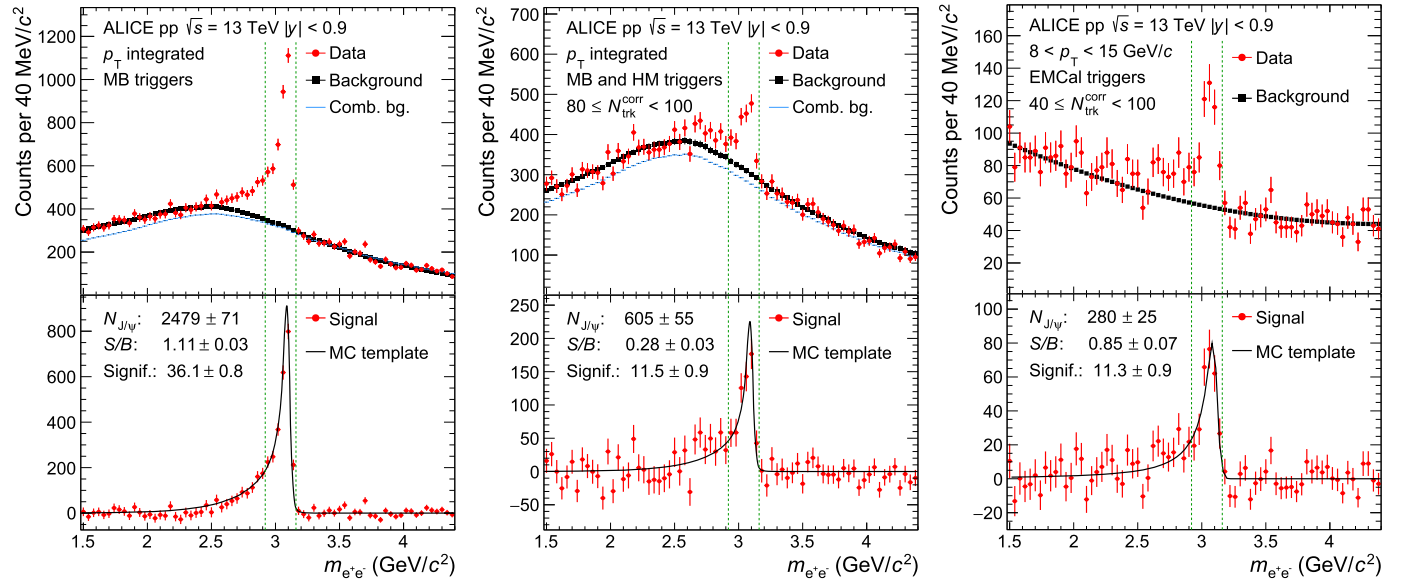 ALICE pp √s = 13 TeV |y| < 0.9
p_T integrated
MB triggers
Data
Background
Comb. bg.
Counts per 40 MeV/c²
1200
1000
800
600
400
200
N_J/ψ: 2479 ± 71
S/B: 1.11 ± 0.03
Signif.: 36.1 ± 0.8
Signal
MC template
800
600
400
200
0
1.5 2 2.5 3 3.5 4
m_e⁺e⁻ (GeV/c²)
ALICE pp √s = 13 TeV |y| < 0.9
p_T integrated
MB and HM triggers
80 ≤ N_trk^corr < 100
Data
Background
Comb. bg.
Counts per 40 MeV/c²
700
600
500
400
300
200
100
N_J/ψ: 605 ± 55
S/B: 0.28 ± 0.03
Signif.: 11.5 ± 0.9
Signal
MC template
250
200
150
100
50
0
−50
1.5 2 2.5 3 3.5 4
m_e⁺e⁻ (GeV/c²)
ALICE pp √s = 13 TeV |y| < 0.9
8 < p_T < 15 GeV/c
EMCal triggers
40 ≤ N_trk^corr < 100
Data
Background
Counts per 40 MeV/c²
160
140
120
100
80
60
40
20
N_J/ψ: 280 ± 25
S/B: 0.85 ± 0.07
Signif.: 11.3 ± 0.9
Signal
MC template
100
80
60
40
20
0
−20
1.5 2 2.5 3 3.5 4
m_e⁺e⁻ (GeV/c²)